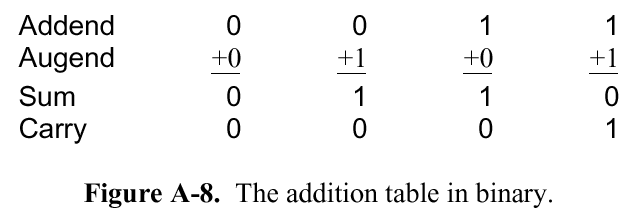 Addend 0 0 1 1
Augend +0 +1 +0 +1
Sum 0 1 1 0
Carry 0 0 0 1
Figure A-8. The addition table in binary.